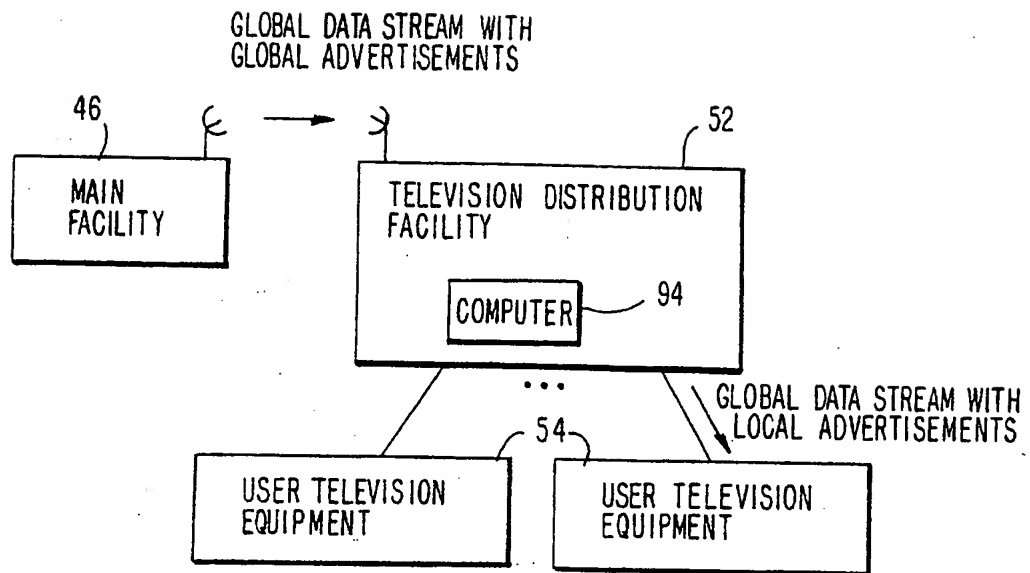 GLOBAL DATA STREAM WITH
GLOBAL ADVERTISEMENTS
46
52
MAIN
FACILITY
TELEVISION DISTRIBUTION
FACILITY
COMPUTER
94
...
GLOBAL DATA STREAM WITH
LOCAL ADVERTISEMENTS
54
USER TELEVISION
EQUIPMENT
USER TELEVISION
EQUIPMENT